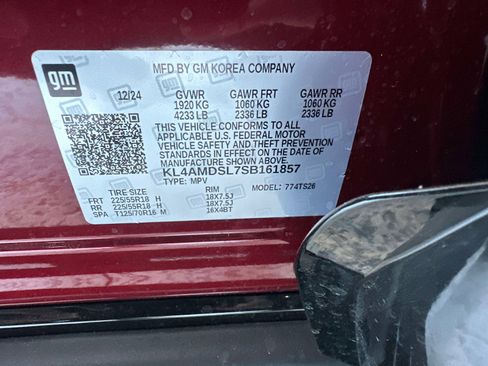 gm
MFD BY GM KOREA COMPANY
12/24 GVWR GAWR FRT GAWR RR
1920 KG 1060 KG 1060 KG
4233 LB 2336 LB 2336 LB
THIS VEHICLE CONFORMS TO ALL
APPLICABLE U.S. FEDERAL MOTOR
VEHICLE SAFETY AND THEFT PREVENTION
STANDARDS IN EFFECT ON THE DATE OF
MANUFACTURE SHOWN ABOVE.
KL4AMDSL7SB161857
TYPE: MPV MODEL: 774TS26
TIRE SIZE RIM
FRT 225/55R18 H 18X7.5J
RR 225/55R18 H 18X7.5J
SPA T125/70R16 M 16X4BT